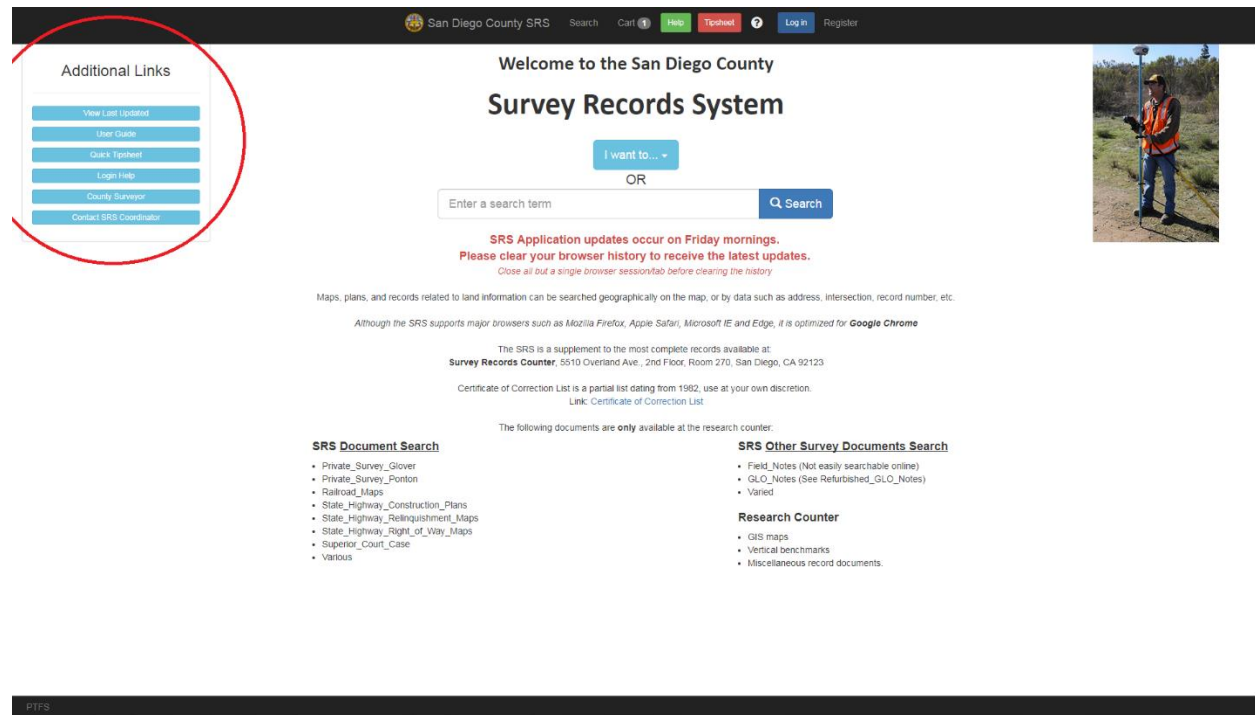 San Diego County SRS Search Cart 1 Help Tipsheet ? Log in Register
Additional Links
View Last Updated
User Guide
Quick Tipsheet
Login Help
County Surveyor
Contact SRS Coordinator
Welcome to the San Diego County
Survey Records System
I want to...
OR
Enter a search term Search
SRS Application updates occur on Friday mornings.
Please clear your browser history to receive the latest updates.
Close all but a single browser session/tab before clearing the history
Maps, plans, and records related to land information can be searched geographically on the map, or by data such as address, intersection, record number, etc.
Although the SRS supports major browsers such as Mozilla Firefox, Apple Safari, Microsoft IE and Edge, it is optimized for Google Chrome
The SRS is a supplement to the most complete records available at:
Survey Records Counter, 5510 Overland Ave., 2nd Floor, Room 270, San Diego, CA 92123
Certificate of Correction List is a partial list dating from 1982, use at your own discretion.
Link: Certificate of Correction List
The following documents are only available at the research counter:
SRS Document Search
• Private_Survey_Glover
• Private_Survey_Ponton
• Railroad_Maps
• State_Highway_Construction_Plans
• State_Highway_Relinquishment_Maps
• State_Highway_Right_of_Way_Maps
• Superior_Court_Case
• Various
SRS Other Survey Documents Search
• Field_Notes (Not easily searchable online)
• GLO_Notes (See Refurbished_GLO_Notes)
• Varied
Research Counter
• GIS maps
• Vertical benchmarks
• Miscellaneous record documents.
PTFS